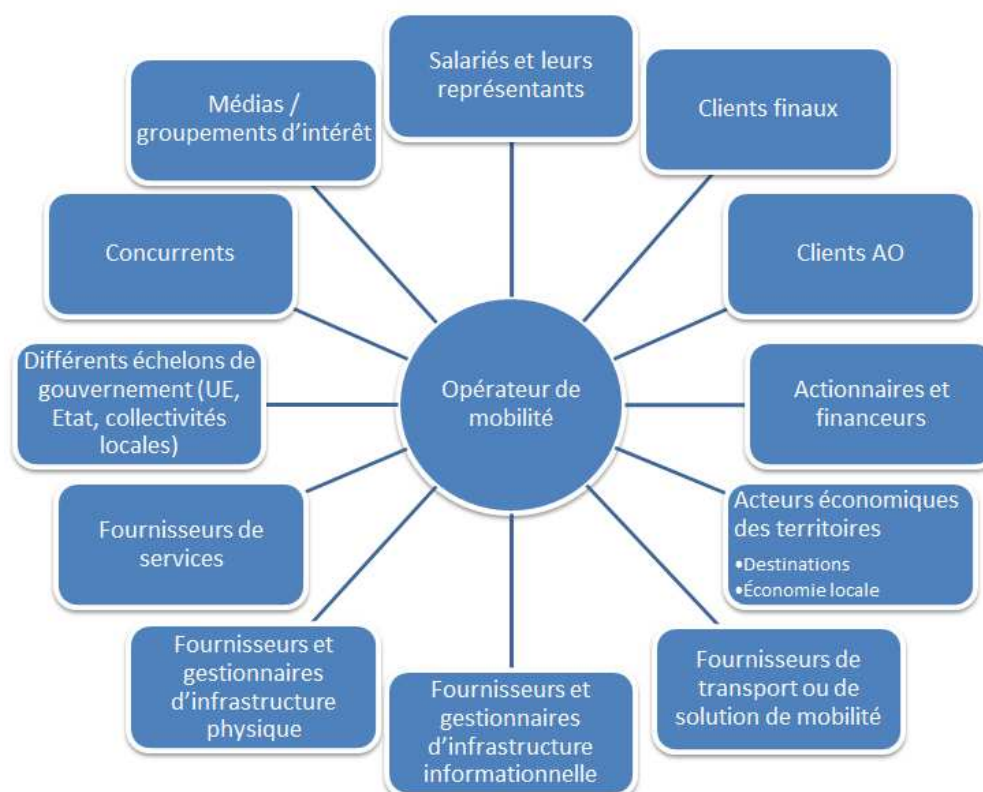 Salariés et leurs
représentants
Clients finaux
Clients AO
Actionnaires et
financeurs
Acteurs économiques
des territoires
•Destinations
•Économie locale
Fournisseurs de
transport ou de
solution de mobilité
Fournisseurs et
gestionnaires
d'infrastructure
informationnelle
Fournisseurs et
gestionnaires
d'infrastructure
physique
Fournisseurs de
services
Différents échelons de
gouvernement (UE,
Etat, collectivités
locales)
Concurrents
Médias /
groupements d'intérêt
Opérateur de
mobilité